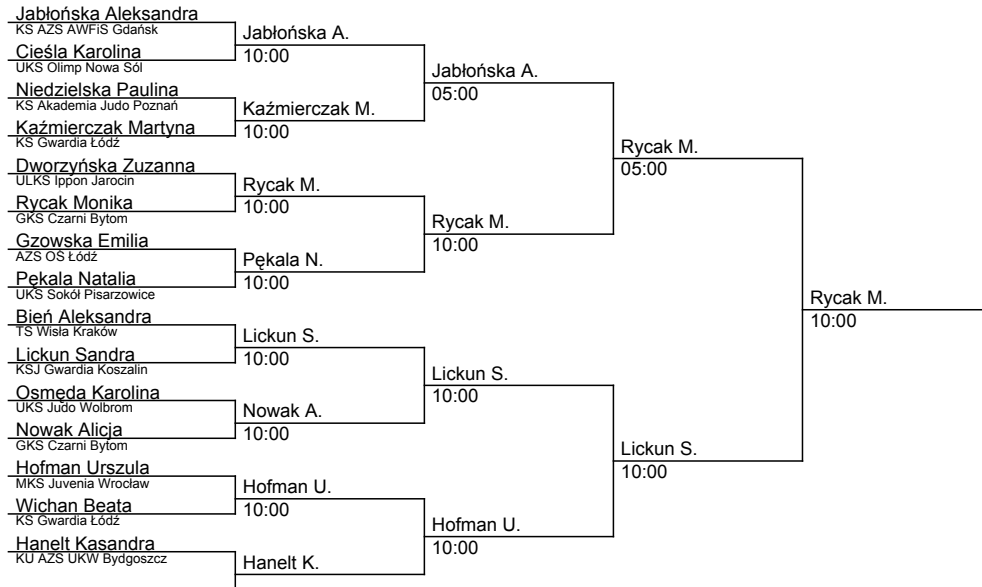 Jabłońska Aleksandra
KS AZS AWFiS Gdańsk
Cieśla Karolina
UKS Olimp Nowa Sól
Niedzielska Paulina
KS Akademia Judo Poznań
Kaźmierczak Martyna
KS Gwardia Łódź
Dworzyńska Zuzanna
ULKS Ippon Jarocin
Rycak Monika
GKS Czarni Bytom
Gzowska Emilia
AZS OŚ Łódź
Pękala Natalia
UKS Sokół Pisarzowice
Bień Aleksandra
TS Wisła Kraków
Lickun Sandra
KSJ Gwardia Koszalin
Osmęda Karolina
UKS Judo Wolbrom
Nowak Alicja
GKS Czarni Bytom
Hofman Urszula
MKS Juvenia Wrocław
Wichan Beata
KS Gwardia Łódź
Hanelt Kasandra
KU AZS UKW Bydgoszcz
Jabłońska A.
10:00
Kaźmierczak M.
10:00
Rycak M.
10:00
Pękala N.
10:00
Lickun S.
10:00
Nowak A.
10:00
Hofman U.
10:00
Hanelt K.
Jabłońska A.
05:00
Rycak M.
10:00
Lickun S.
10:00
Hofman U.
10:00
Rycak M.
05:00
Lickun S.
10:00
Rycak M.
10:00